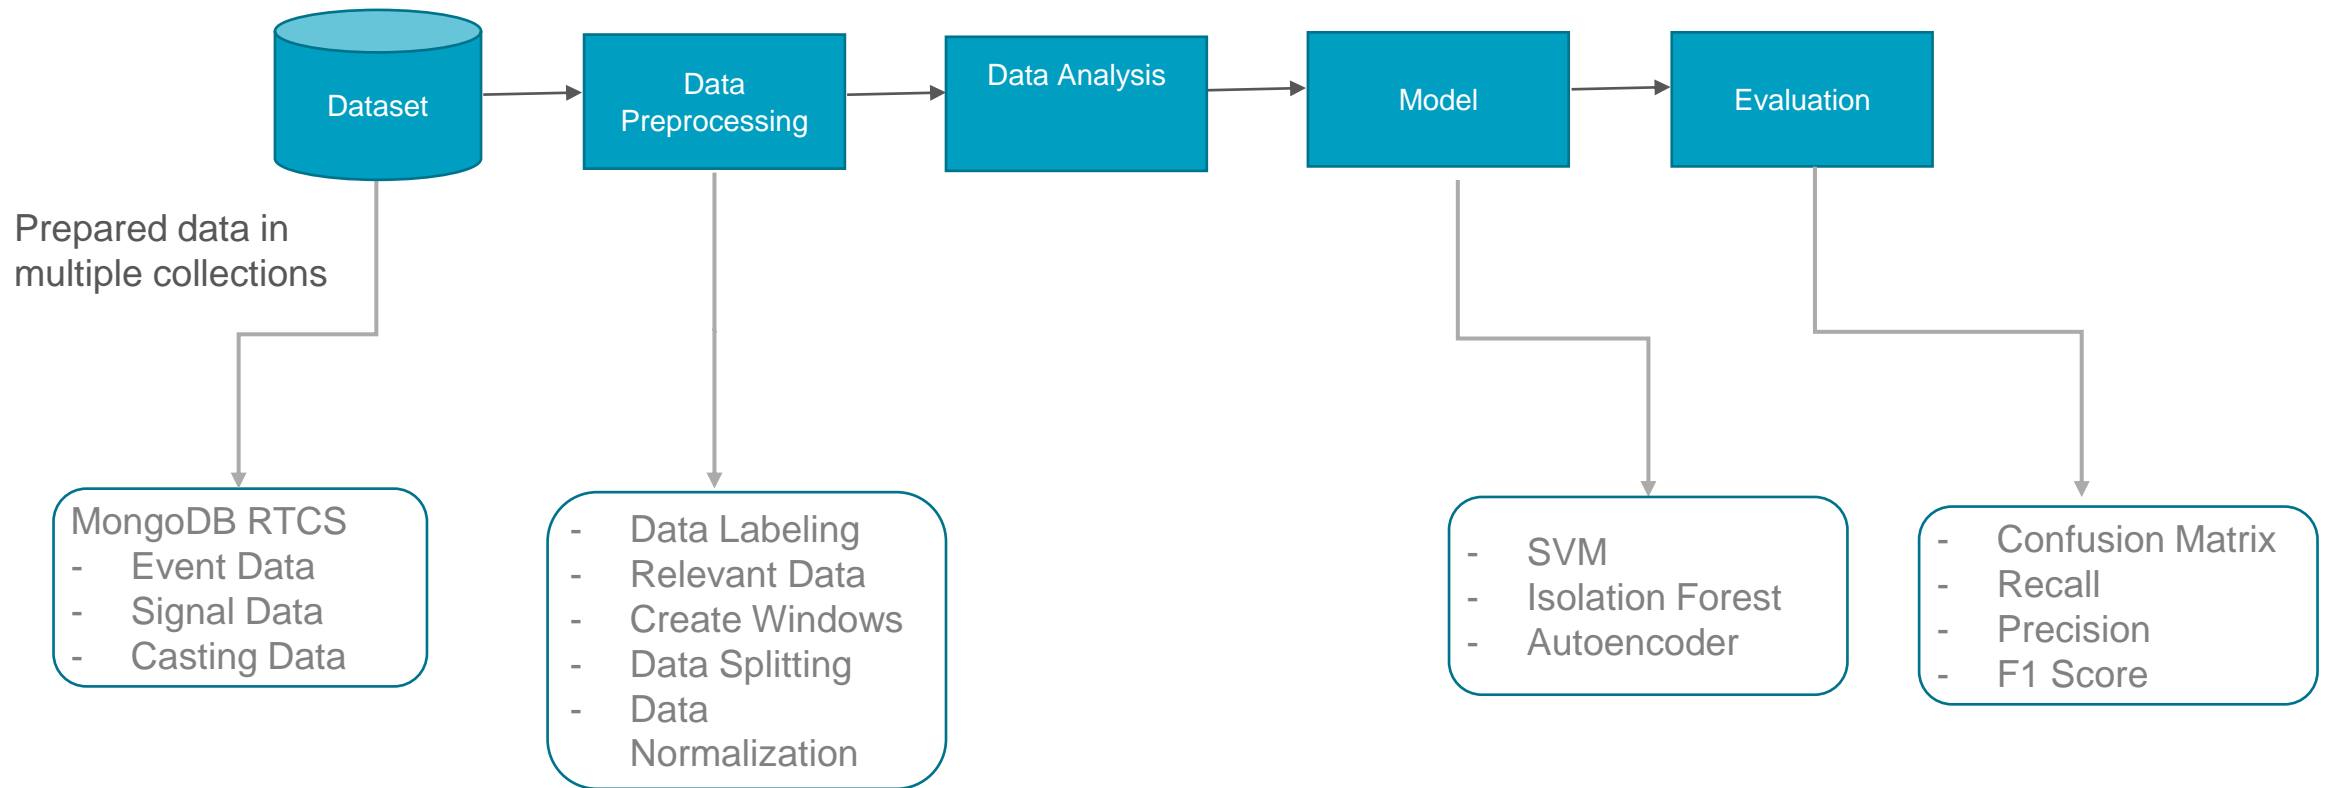 Dataset
Data
Preprocessing
Data Analysis
Model
Evaluation
Prepared data in
multiple collections
MongoDB RTCS
- Event Data
- Signal Data
- Casting Data
- Data Labeling
- Relevant Data
- Create Windows
- Data Splitting
- Data
Normalization
- SVM
- Isolation Forest
- Autoencoder
- Confusion Matrix
- Recall
- Precision
- F1 Score